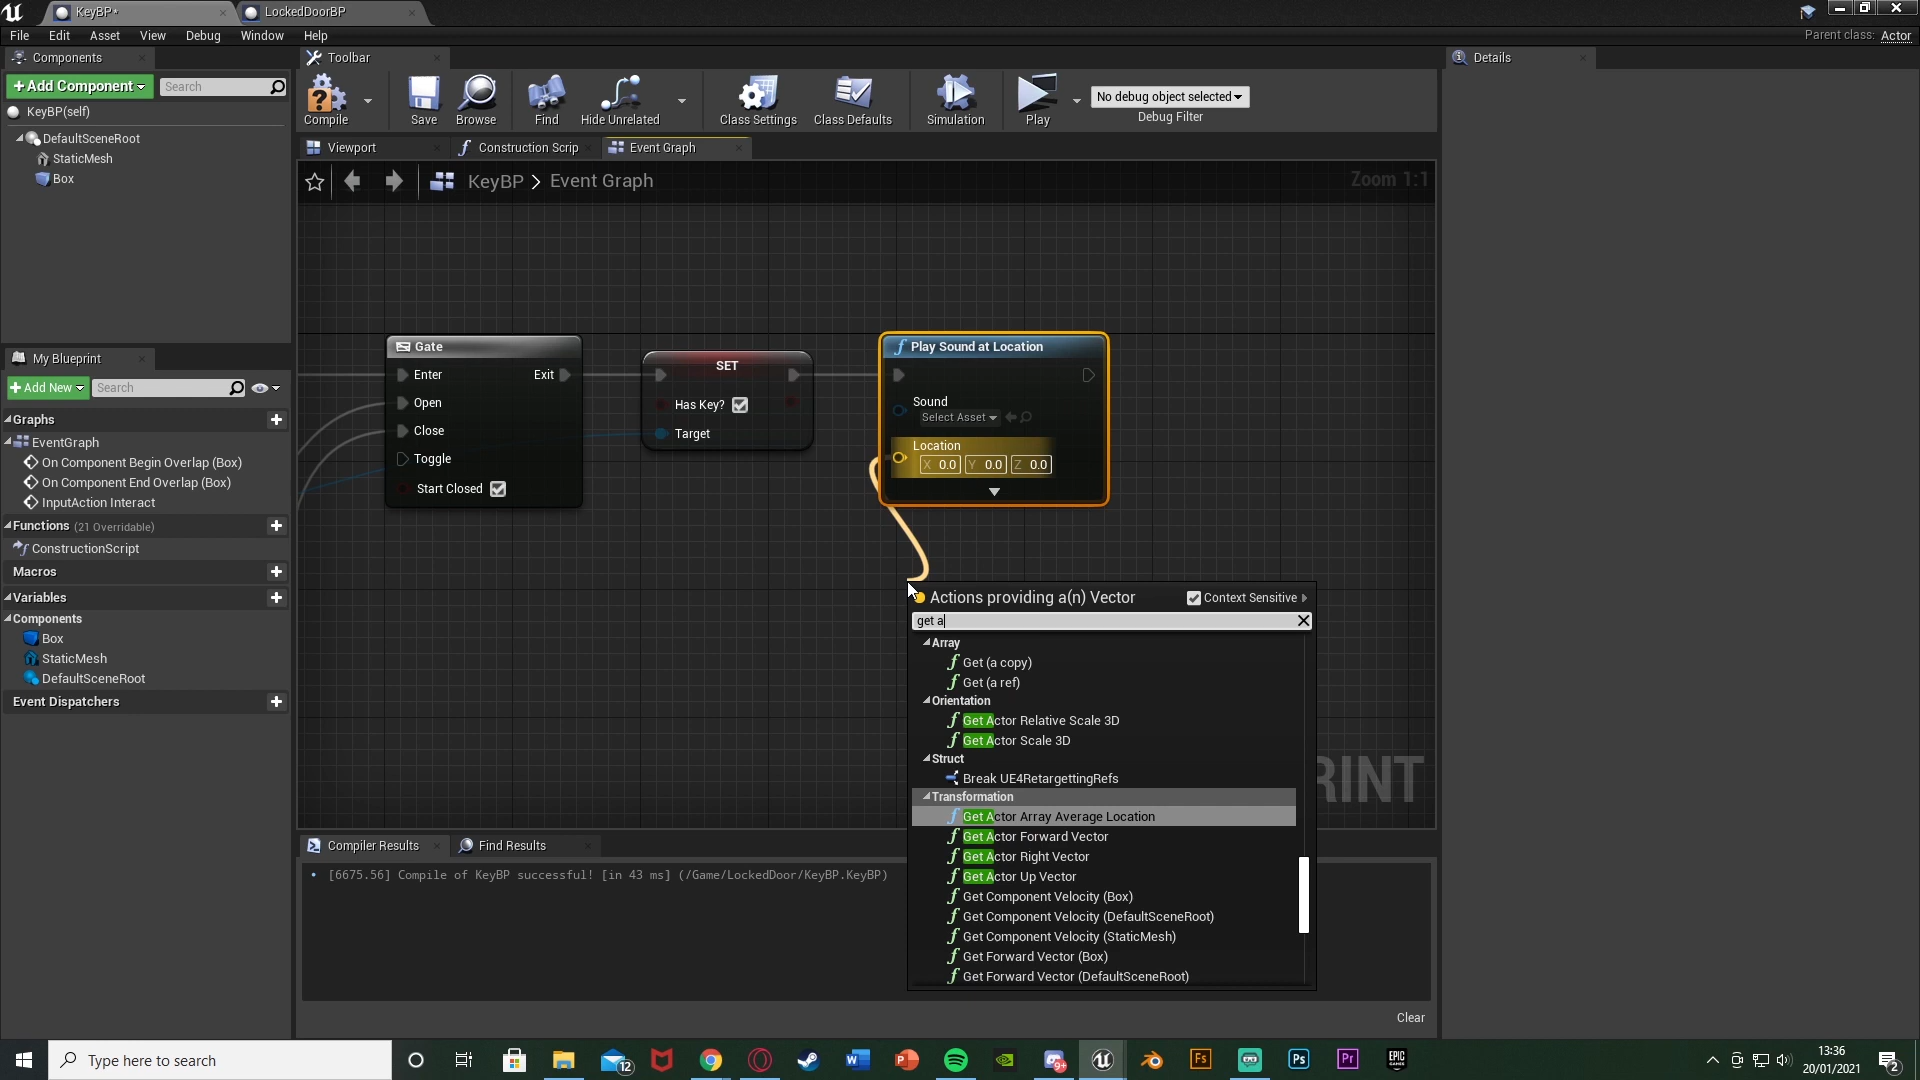 KeyBP*
LockedDoorBP
File Edit Asset View Debug Window Help
Parent class: Actor
Components
Toolbar
Details
+Add Component
Search
KeyBP(self)
DefaultSceneRoot
StaticMesh
Box
Compile
Save
Browse
Find
Hide Unrelated
Class Settings
Class Defaults
Simulation
Play
No debug object selected
Debug Filter
Viewport
Construction Scrip
Event Graph
KeyBP > Event Graph
Zoom 1:1
My Blueprint
+Add New
Search
Graphs
EventGraph
On Component Begin Overlap (Box)
On Component End Overlap (Box)
InputAction Interact
Functions (21 Overridable)
ConstructionScript
Macros
Variables
Components
Box
StaticMesh
DefaultSceneRoot
Event Dispatchers
Gate
Enter
Exit
Open
Close
Toggle
Start Closed
SET
Has Key?
Target
Play Sound at Location
Sound
Select Asset
Location
X 0.0 Y 0.0 Z 0.0
Actions providing a(n) Vector
Context Sensitive
get a
Array
Get (a copy)
Get (a ref)
Orientation
Get Actor Relative Scale 3D
Get Actor Scale 3D
Struct
Break UE4RetargettingRefs
Transformation
Get Actor Array Average Location
Get Actor Forward Vector
Get Actor Right Vector
Get Actor Up Vector
Get Component Velocity (Box)
Get Component Velocity (DefaultSceneRoot)
Get Component Velocity (StaticMesh)
Get Forward Vector (Box)
Get Forward Vector (DefaultSceneRoot)
RINT
Compiler Results
Find Results
[6675.56] Compile of KeyBP successful! [in 43 ms] (/Game/LockedDoor/KeyBP.KeyBP)
Clear
Type here to search
12
9+
Fs
Ps
Pr
EPIC GAMES
13:36
20/01/2021
2